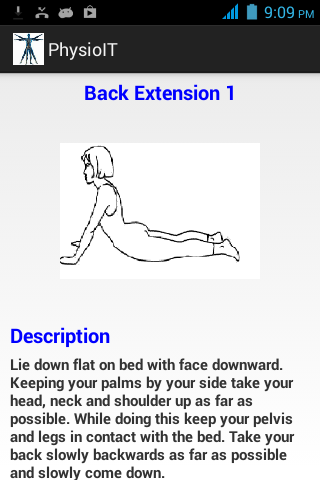 9:09 PM
PhysioIT
Back Extension 1
Description
Lie down flat on bed with face downward.
Keeping your palms by your side take your
head, neck and shoulder up as far as
possible. While doing this keep your pelvis
and legs in contact with the bed. Take your
back slowly backwards as far as possible
and slowly come down.